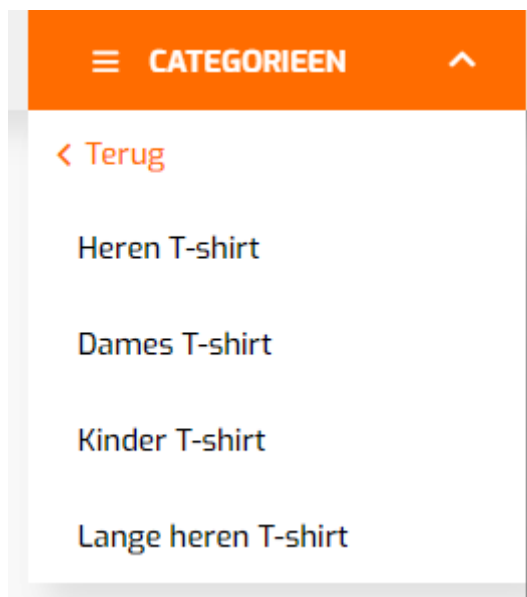 CATEGORIEEN
Terug
Heren T-shirt
Dames T-shirt
Kinder T-shirt
Lange heren T-shirt